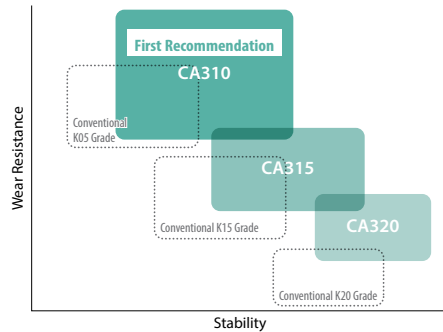 First Recommendation
CA310
Conventional
K05 Grade
CA315
Conventional K15 Grade
CA320
Conventional K20 Grade
Wear Resistance
Stability